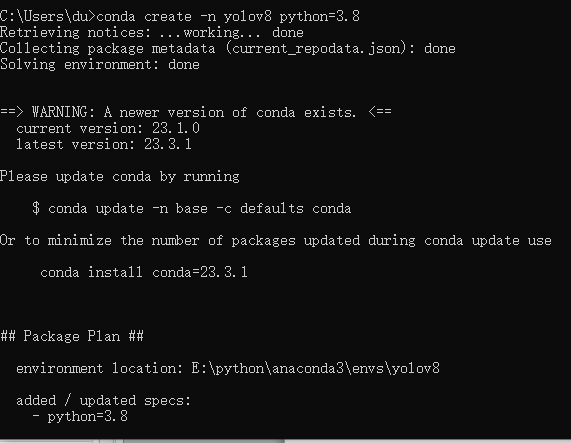 C:\Users\du>conda create -n yolov8 python=3.8
Retrieving notices: ...working... done
Collecting package metadata (current_repodata.json): done
Solving environment: done
==> WARNING: A newer version of conda exists. <==
current version: 23.1.0
latest version: 23.3.1
Please update conda by running
$ conda update -n base -c defaults conda
Or to minimize the number of packages updated during conda update use
conda install conda=23.3.1
## Package Plan ##
environment location: E:\python\anaconda3\envs\yolov8
added / updated specs:
- python=3.8